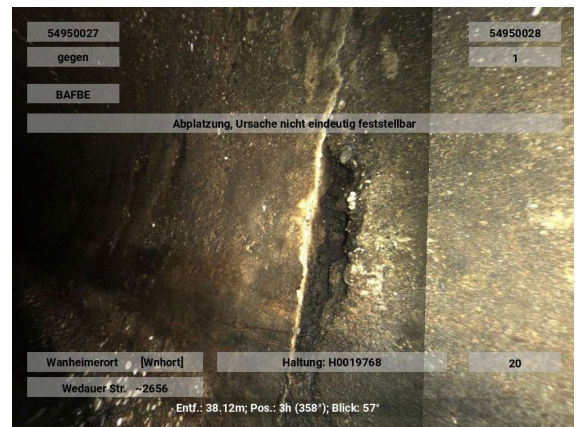 54950027
54950028
gegen
1
BAFBE
Abplatzung, Ursache nicht eindeutig feststellbar
Wanheimerort [Wnhort]
Haltung: H0019768
20
Wedauer Str. ~2656
Entf.: 38.12m; Pos.: 3h (358°); Blick: 57°